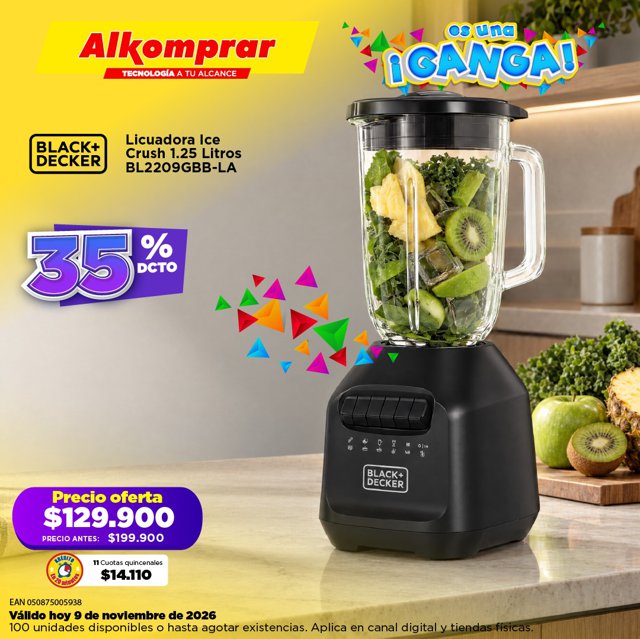 es una
¡GANGA!
Alkomprar
TECNOLOGÍA A TU ALCANCE
BLACK+
DECKER
Licuadora Ice
Crush 1.25 Litros
BL2209GBB-LA
35% DCTO
BLACK+
DECKER
Precio oferta
$129.900
PRECIO ANTES: $199.900
11 Cuotas quincenales
$14.110
EAN 050875005938
Válido hoy 9 de noviembre de 2026
100 unidades disponibles o hasta agotar existencias. Aplica en canal digital y tiendas físicas.